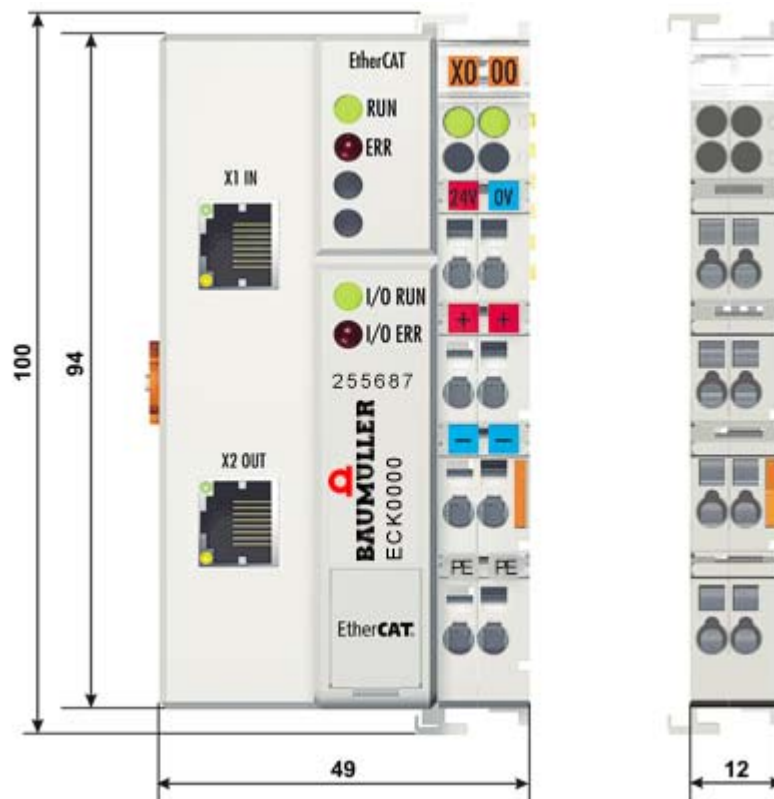 EtherCAT
X0 00
RUN
ERR
X1 IN
24V 0V
I/O RUN
+ +
I/O ERR
100
94
255687
X2 OUT
BAUMULLER
ECK0000
- -
PE PE
EtherCAT.
49
12